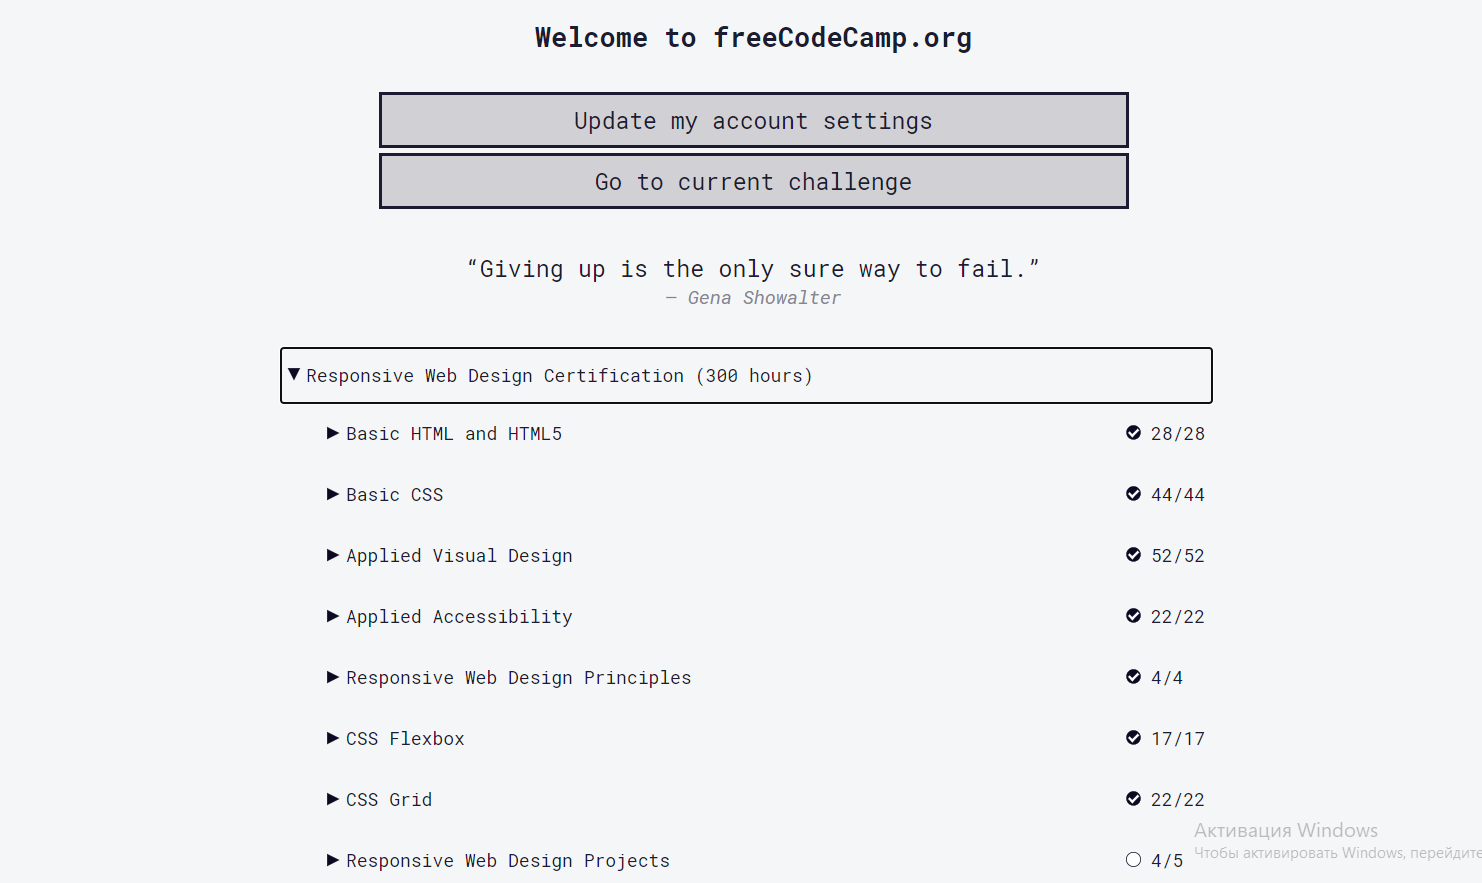 Welcome to freeCodeCamp.org
Update my account settings
Go to current challenge
“Giving up is the only sure way to fail.”
— Gena Showalter
Responsive Web Design Certification (300 hours)
Basic HTML and HTML5 28/28
Basic CSS 44/44
Applied Visual Design 52/52
Applied Accessibility 22/22
Responsive Web Design Principles 4/4
CSS Flexbox 17/17
CSS Grid 22/22
Активация Windows
Чтобы активировать Windows, перейдите
Responsive Web Design Projects 4/5